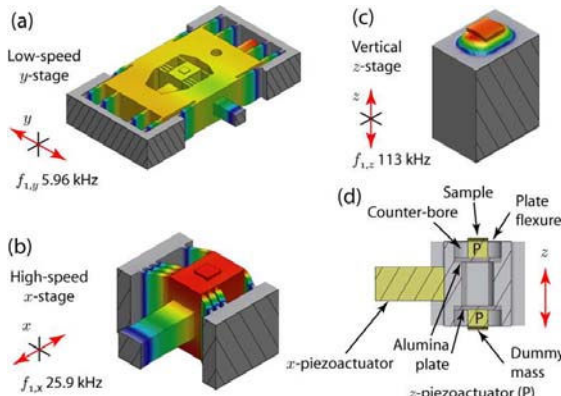 (a)
Low-speed
y-stage
y
f1,y 5.96 kHz
(b)
High-speed
x-stage
x
f1,x 25.9 kHz
(c)
Vertical
z-stage
z
f1,z 113 kHz
(d)
Sample
Counter-bore
Plate
flexure
P
z
P
x-piezoactuator
Alumina
plate
Dummy
mass
z-piezoactuator (P)